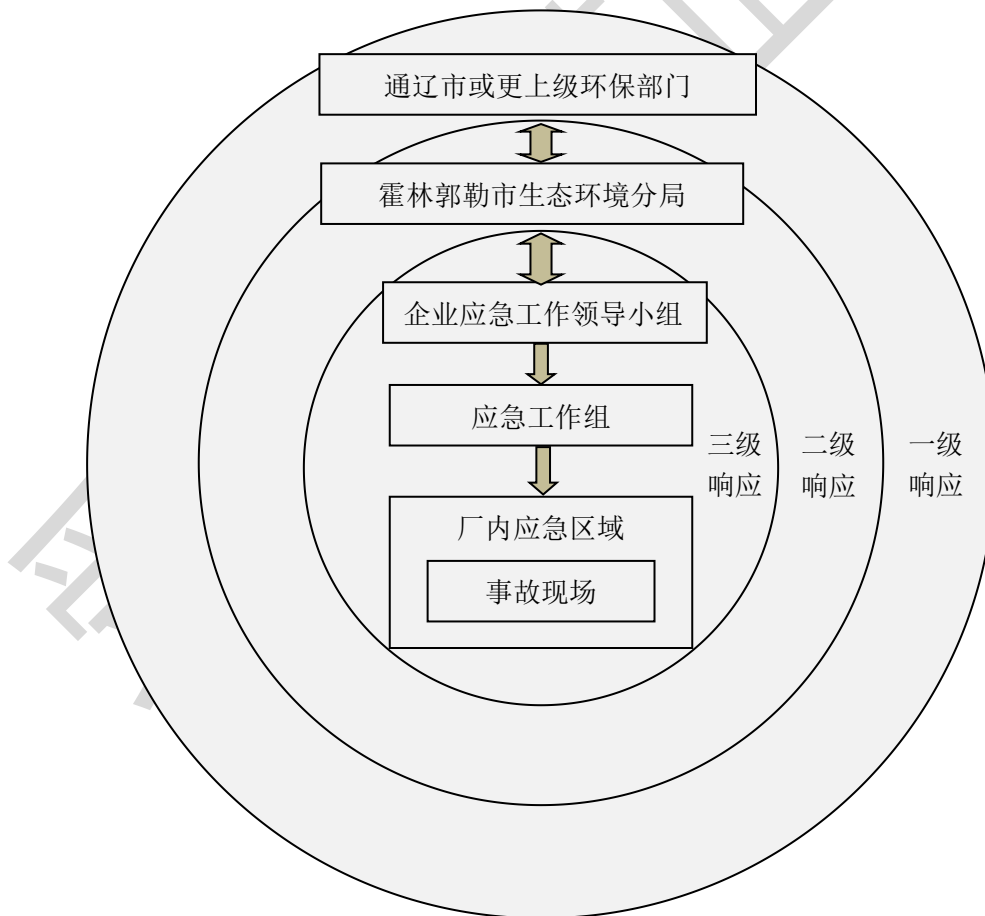 通辽市或更上级环保部门
霍林郭勒市生态环境分局
企业应急工作领导小组
应急工作组
三级
响应
二级
响应
一级
响应
厂内应急区域
事故现场